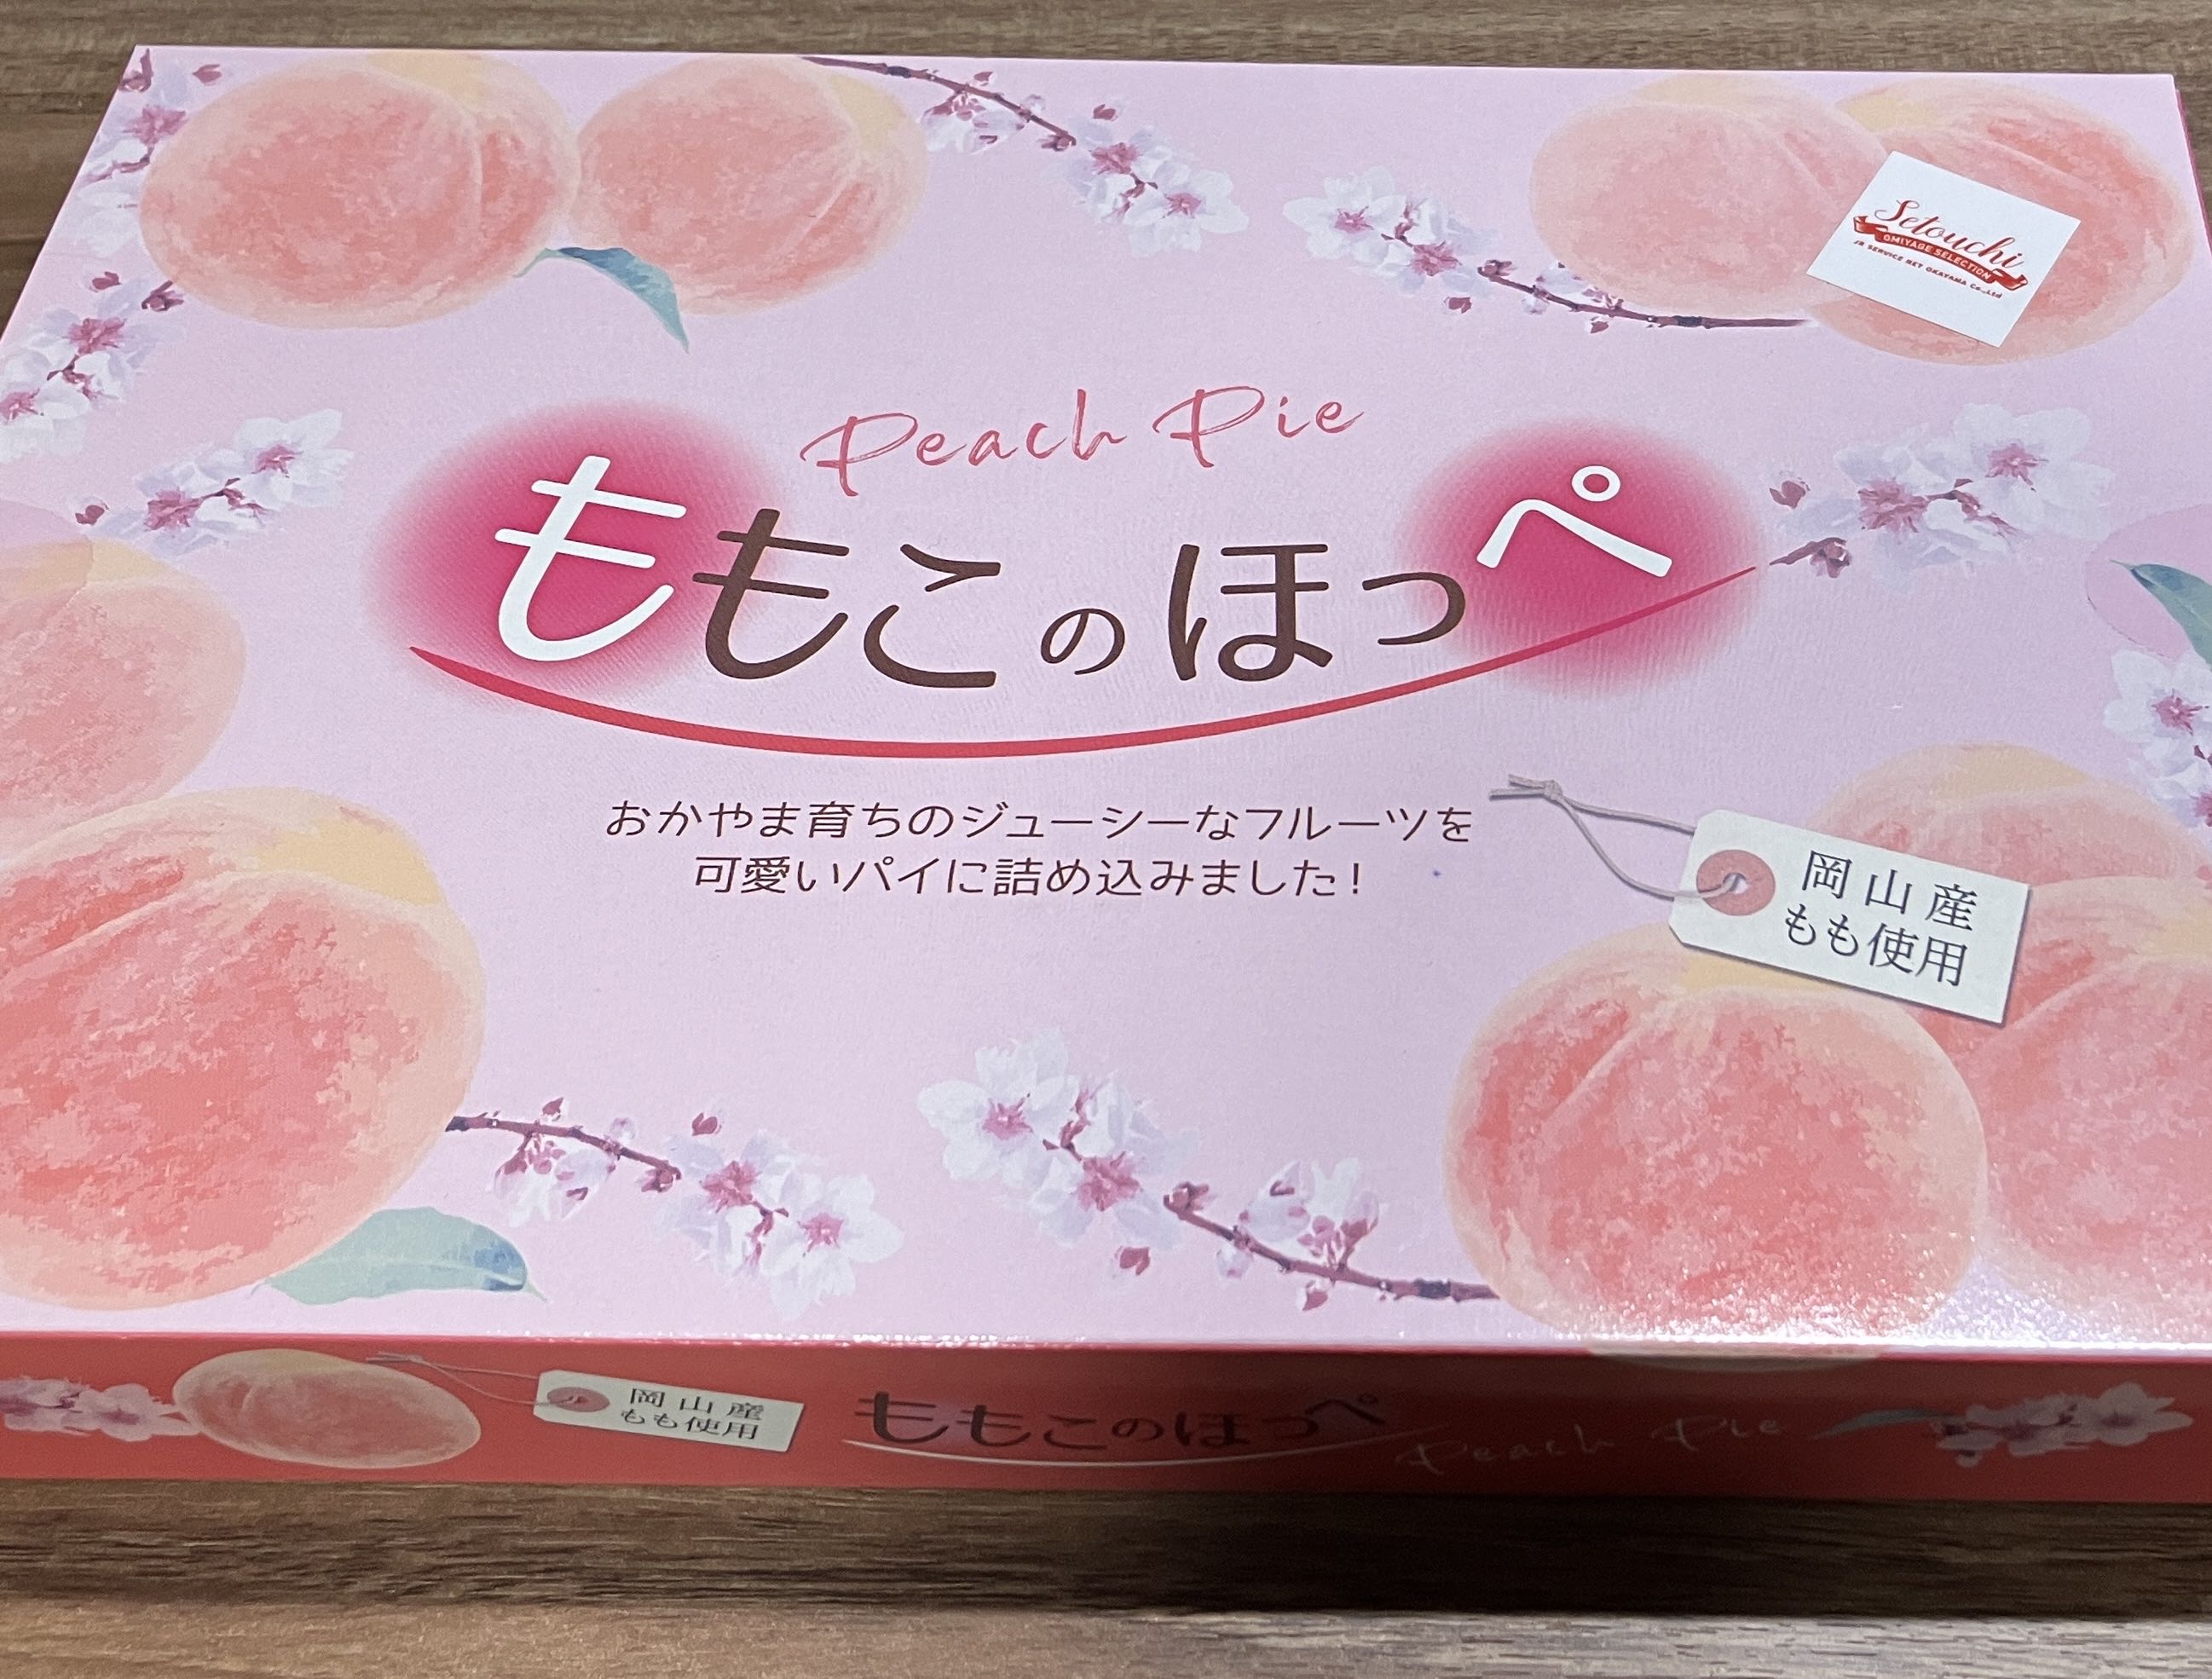 Setouchi
OMIYAGE SELECTION
JR SERVICE NET OKAYAMA Co.,Ltd
Peach Pie
ももこのほっぺ
おかやま育ちのジューシーなフルーツを
可愛いパイに詰め込みました!
岡山産
もも使用
岡山産
もも使用
ももこのほっぺ
Peach Pie